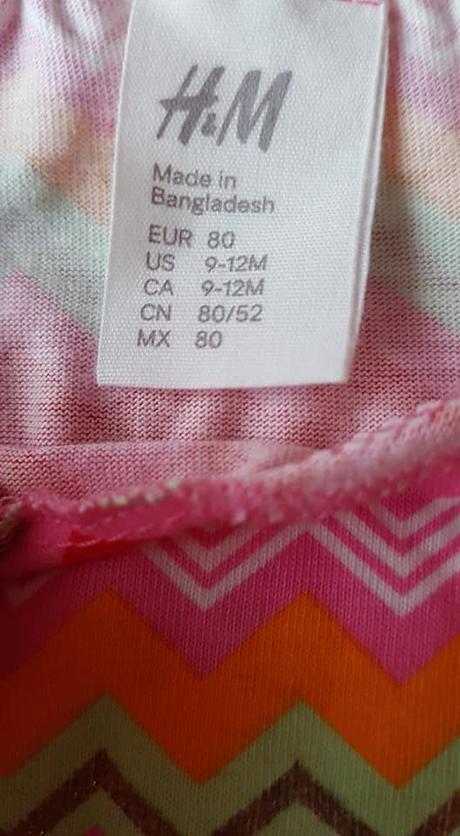 H&M
Made in
Bangladesh
EUR 80
US 9-12M
CA 9-12M
CN 80/52
MX 80